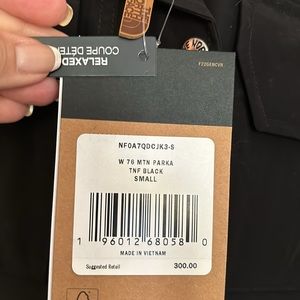 RELAXED
COUPE DÉTEN
F22GENCVR
NF0A7QDCJK3-S
W 76 MTN PARKA
TNF BLACK
SMALL
1 96012 68058 0
MADE IN VIETNAM
Suggested Retail 300.00